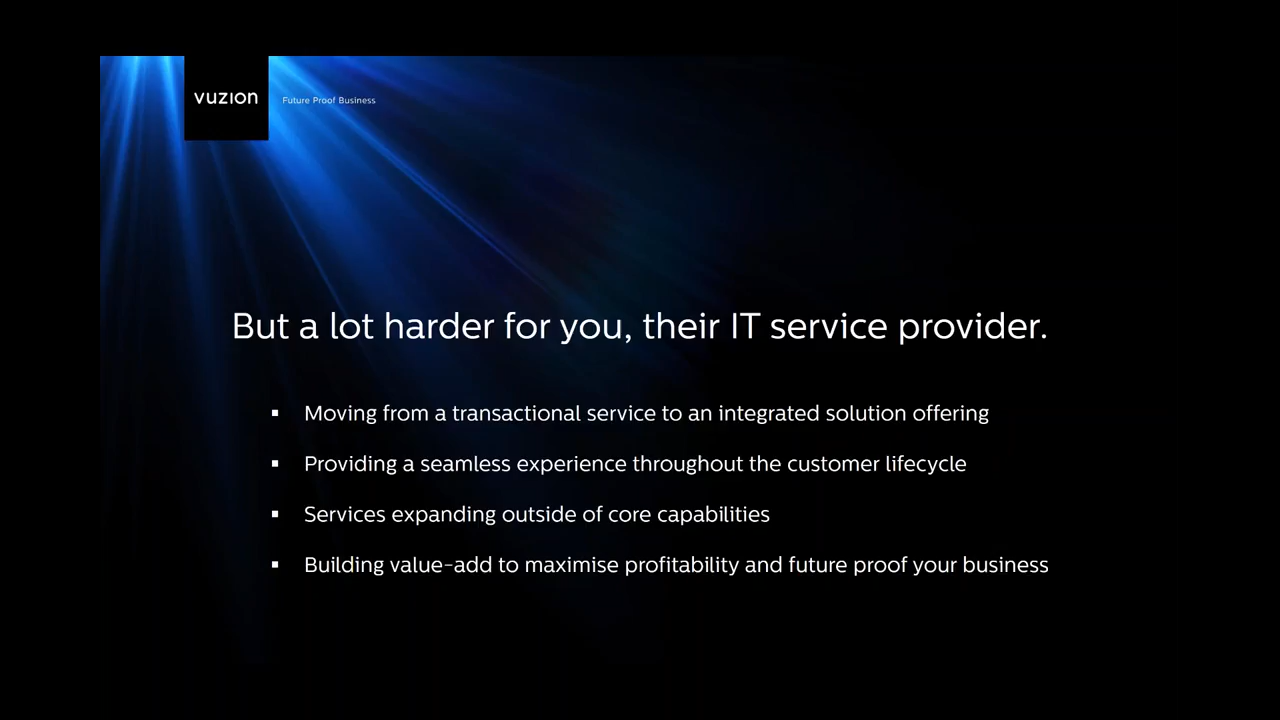 vuzion
Future Proof Business
But a lot harder for you, their IT service provider.
▪ Moving from a transactional service to an integrated solution offering
▪ Providing a seamless experience throughout the customer lifecycle
▪ Services expanding outside of core capabilities
▪ Building value-add to maximise profitability and future proof your business